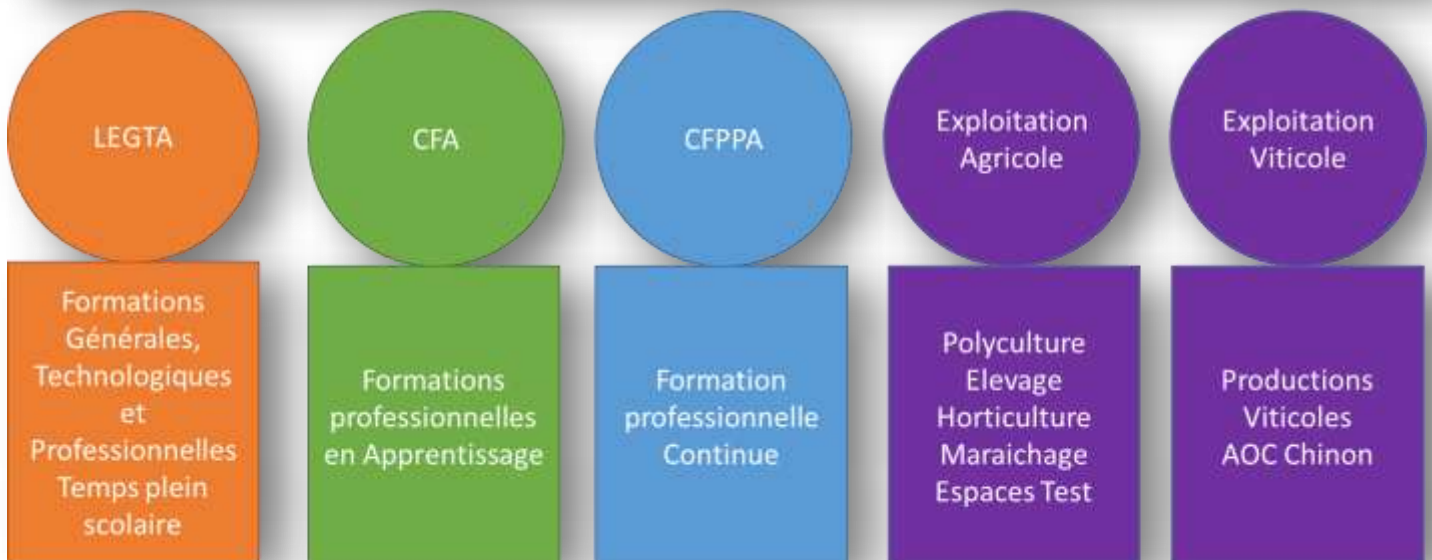 LEGTA
Formations
Générales,
Technologiques
et
Professionnelles
Temps plein
scolaire
CFA
Formations
professionnelles
en Apprentissage
CFPPA
Formation
professionnelle
Continue
Exploitation
Agricole
Polyculture
Elevage
Horticulture
Maraichage
Espaces Test
Exploitation
Viticole
Productions
Viticoles
AOC Chinon